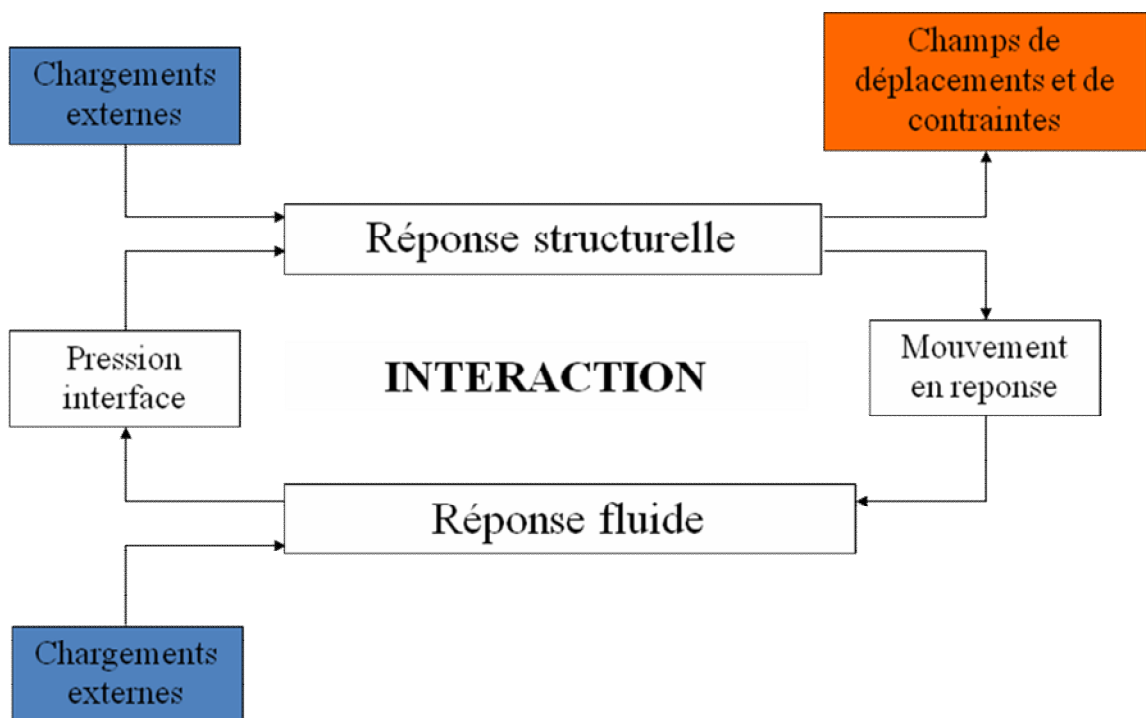 Chargements
externes
Champs de
déplacements et de
contraintes
Réponse structurelle
Pression
interface
INTERACTION
Mouvement
en reponse
Réponse fluide
Chargements
externes